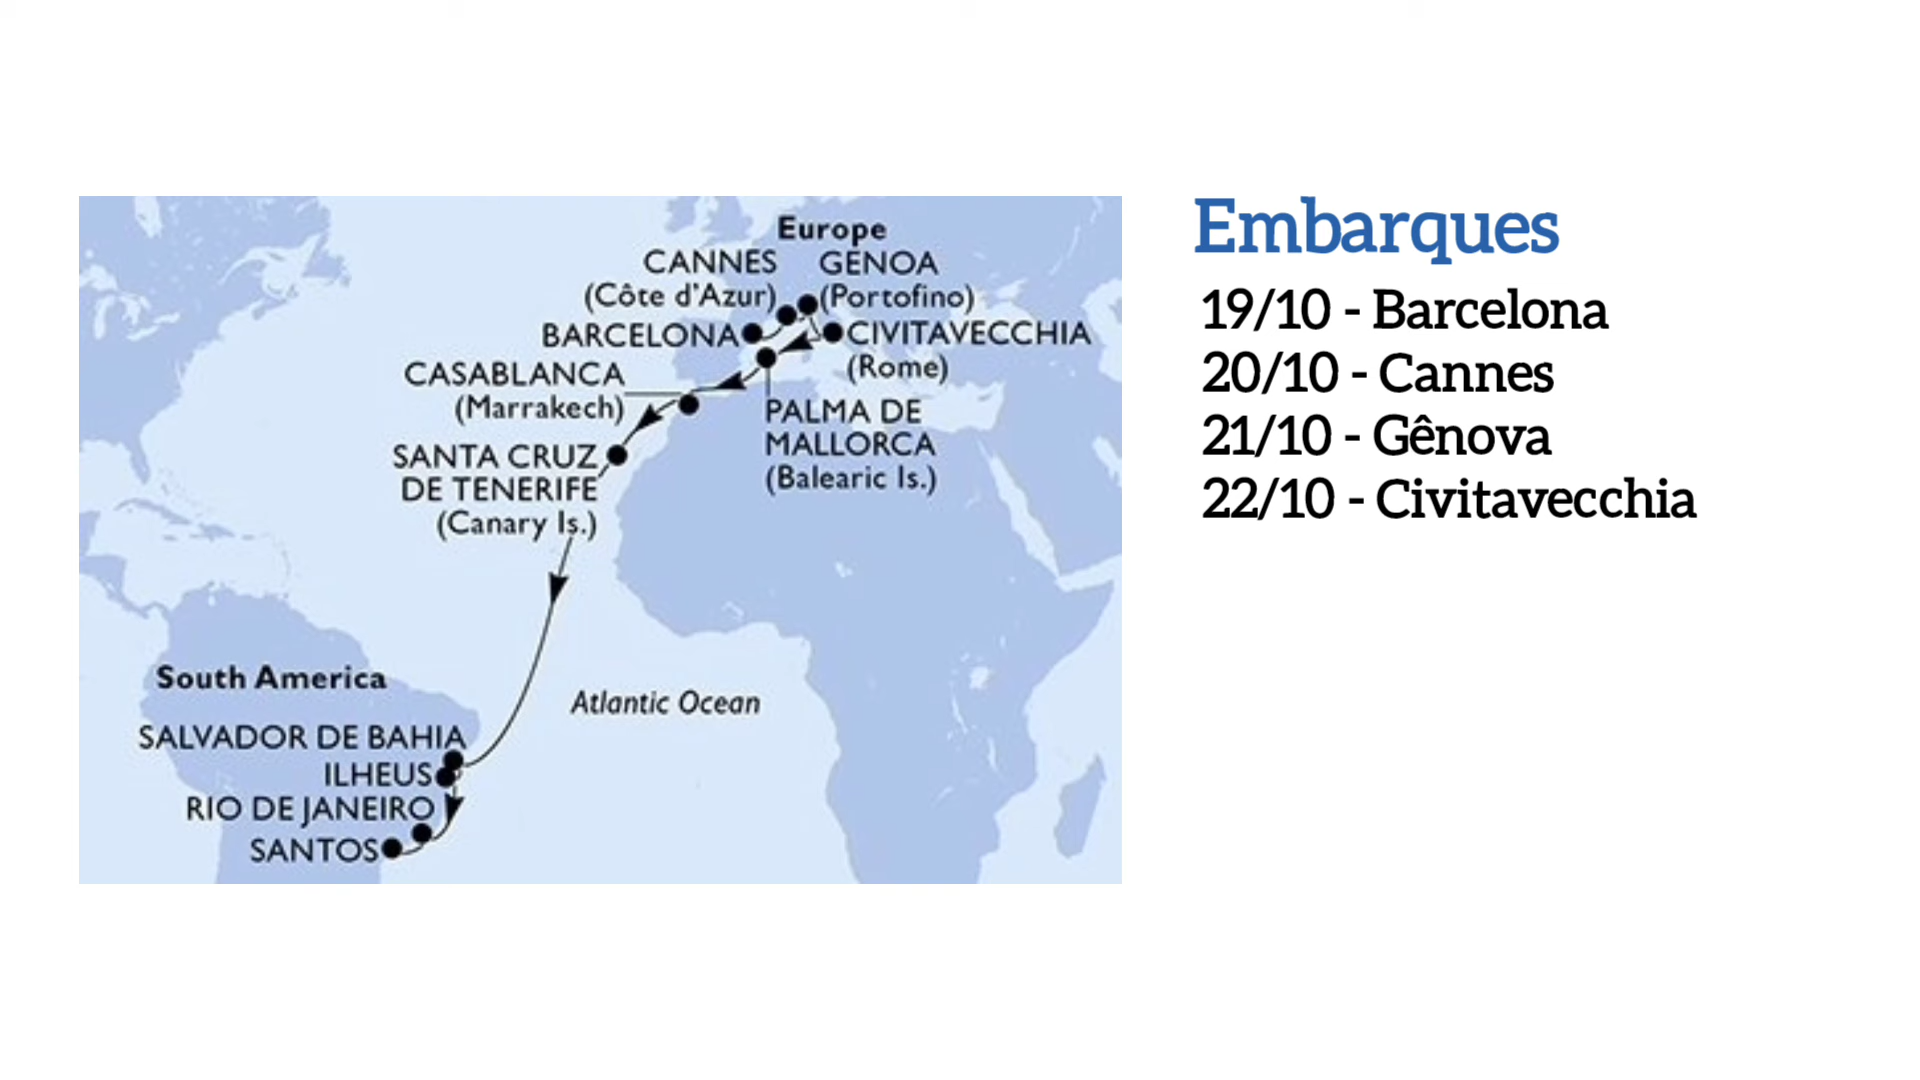 Europe
CANNES
(Côte d'Azur)
GENOA
(Portofino)
BARCELONA
CIVITAVECCHIA
(Rome)
CASABLANCA
(Marrakech)
PALMA DE
MALLORCA
(Balearic Is.)
SANTA CRUZ
DE TENERIFE
(Canary Is.)
South America
Atlantic Ocean
SALVADOR DE BAHIA
ILHEUS
RIO DE JANEIRO
SANTOS
Embarques
19/10 - Barcelona
20/10 - Cannes
21/10 - Gênova
22/10 - Civitavecchia